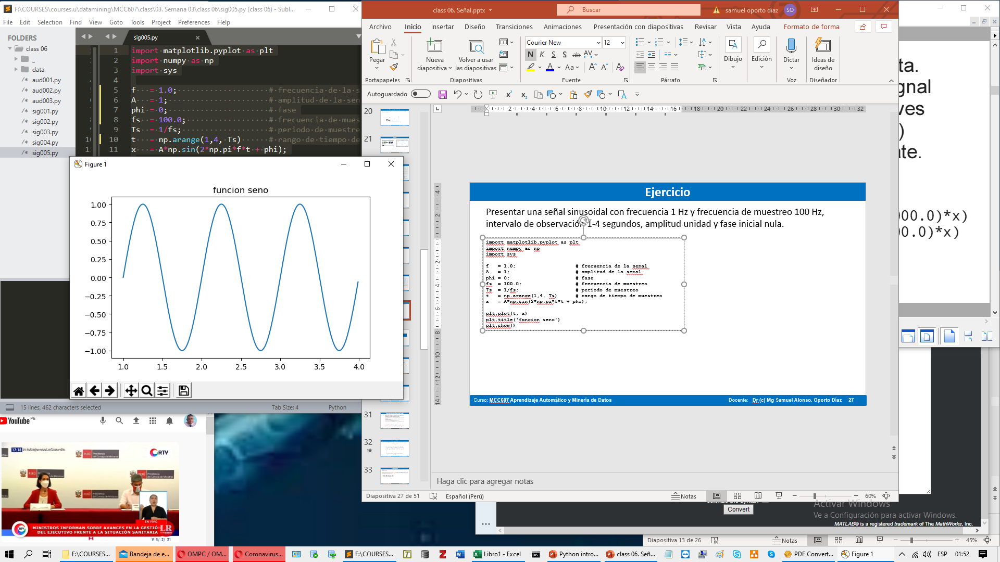 F:\COURSES\courses.u\datamining\MCC607\class\03. Semana 03\class 06\sig005.py (class 06) - Subl...
File Edit Selection Find View Goto Tools Project Preferences Help
FOLDERS
class 06
_
data
aud001.py
aud002.py
aud003.py
sig001.py
sig002.py
sig003.py
sig004.py
sig005.py
sig005.py
1 import matplotlib.pyplot as plt
2 import numpy as np
3 import sys
4
5 f = 1.0; # frecuencia de la s
6 A = 1; # amplitud de la sen
7 phi = 0; # fase
8 fs = 100.0; # frecuencia de mues
9 Ts = 1/fs; # periodo de muestre
10 t = np.arange(1,4, Ts) # rango de tiempo de
11 x = A*np.sin(2*np.pi*f*t + phi);
Figure 1
funcion seno
1.00
0.75
0.50
0.25
0.00
−0.25
−0.50
−0.75
−1.00
1.0 1.5 2.0 2.5 3.0 3.5 4.0
15 lines, 462 characters selected Tab Size: 4 Python
YouTube PE
17:18 #NoBajemosLaGuardia
RTV
EN VIVO
MINISTROS INFORMAN SOBRE AVANCES EN LA GESTIÓN
DEL EJECUTIVO FRENTE A LA SITUACIÓN SANITARIA
LR
V 5/2/21
class 06. Señal.pptx
Buscar
samuel oporto diaz SO
Archivo Inicio Insertar Diseño Transiciones Animaciones Presentación con diapositivas Revisar Vista Ayuda Formato de forma
Pegar
Portapapeles
Nueva diapositiva
Volver a usar las diapositivas
Diapositivas
Courier New 12
N K S S ab AV
Aa
Fuente
Párrafo
Dibujo
Edición
Dictar
Voz
Ideas de diseño
Diseñador
Autoguardado
20
21
31
32
33
Ejercicio
Presentar una señal sinusoidal con frecuencia 1 Hz y frecuencia de muestreo 100 Hz,
intervalo de observación 1-4 segundos, amplitud unidad y fase inicial nula.
import matplotlib.pyplot as plt
import numpy as np
import sys
f = 1.0; # frecuencia de la senal
A = 1; # amplitud de la senal
phi = 0; # fase
fs = 100.0; # frecuencia de muestreo
Ts = 1/fs; # periodo de muestreo
t = np.arange(1,4, Ts) # rango de tiempo de muestreo
x = A*np.sin(2*np.pi*f*t + phi);
plt.plot(t, x)
plt.title('funcion seno')
plt.show()
Curso: MCC607 Aprendizaje Automático y Minería de Datos Docente: Dr (c) Mg Samuel Alonso, Oporto Díaz 27
Haga clic para agregar notas
Diapositiva 27 de 51 Español (Perú) Notas 60%
ta.
gnal
ves
)
ate.
000.0)*x)
00.0)*x)
Convert
Activar Windows
Ve a Configuración para activar Windows.
MATLAB® is a registered trademark of The MathWorks, Inc.
Diapositiva 13 de 26 Notas 45%
F:\COURSES... Bandeja de e... OMPC / OM... Coronavirus... F:\COURSES... Libro1 - Excel Python intro... class 06. Seña... PDF Convert... Figure 1 ESP 01:52